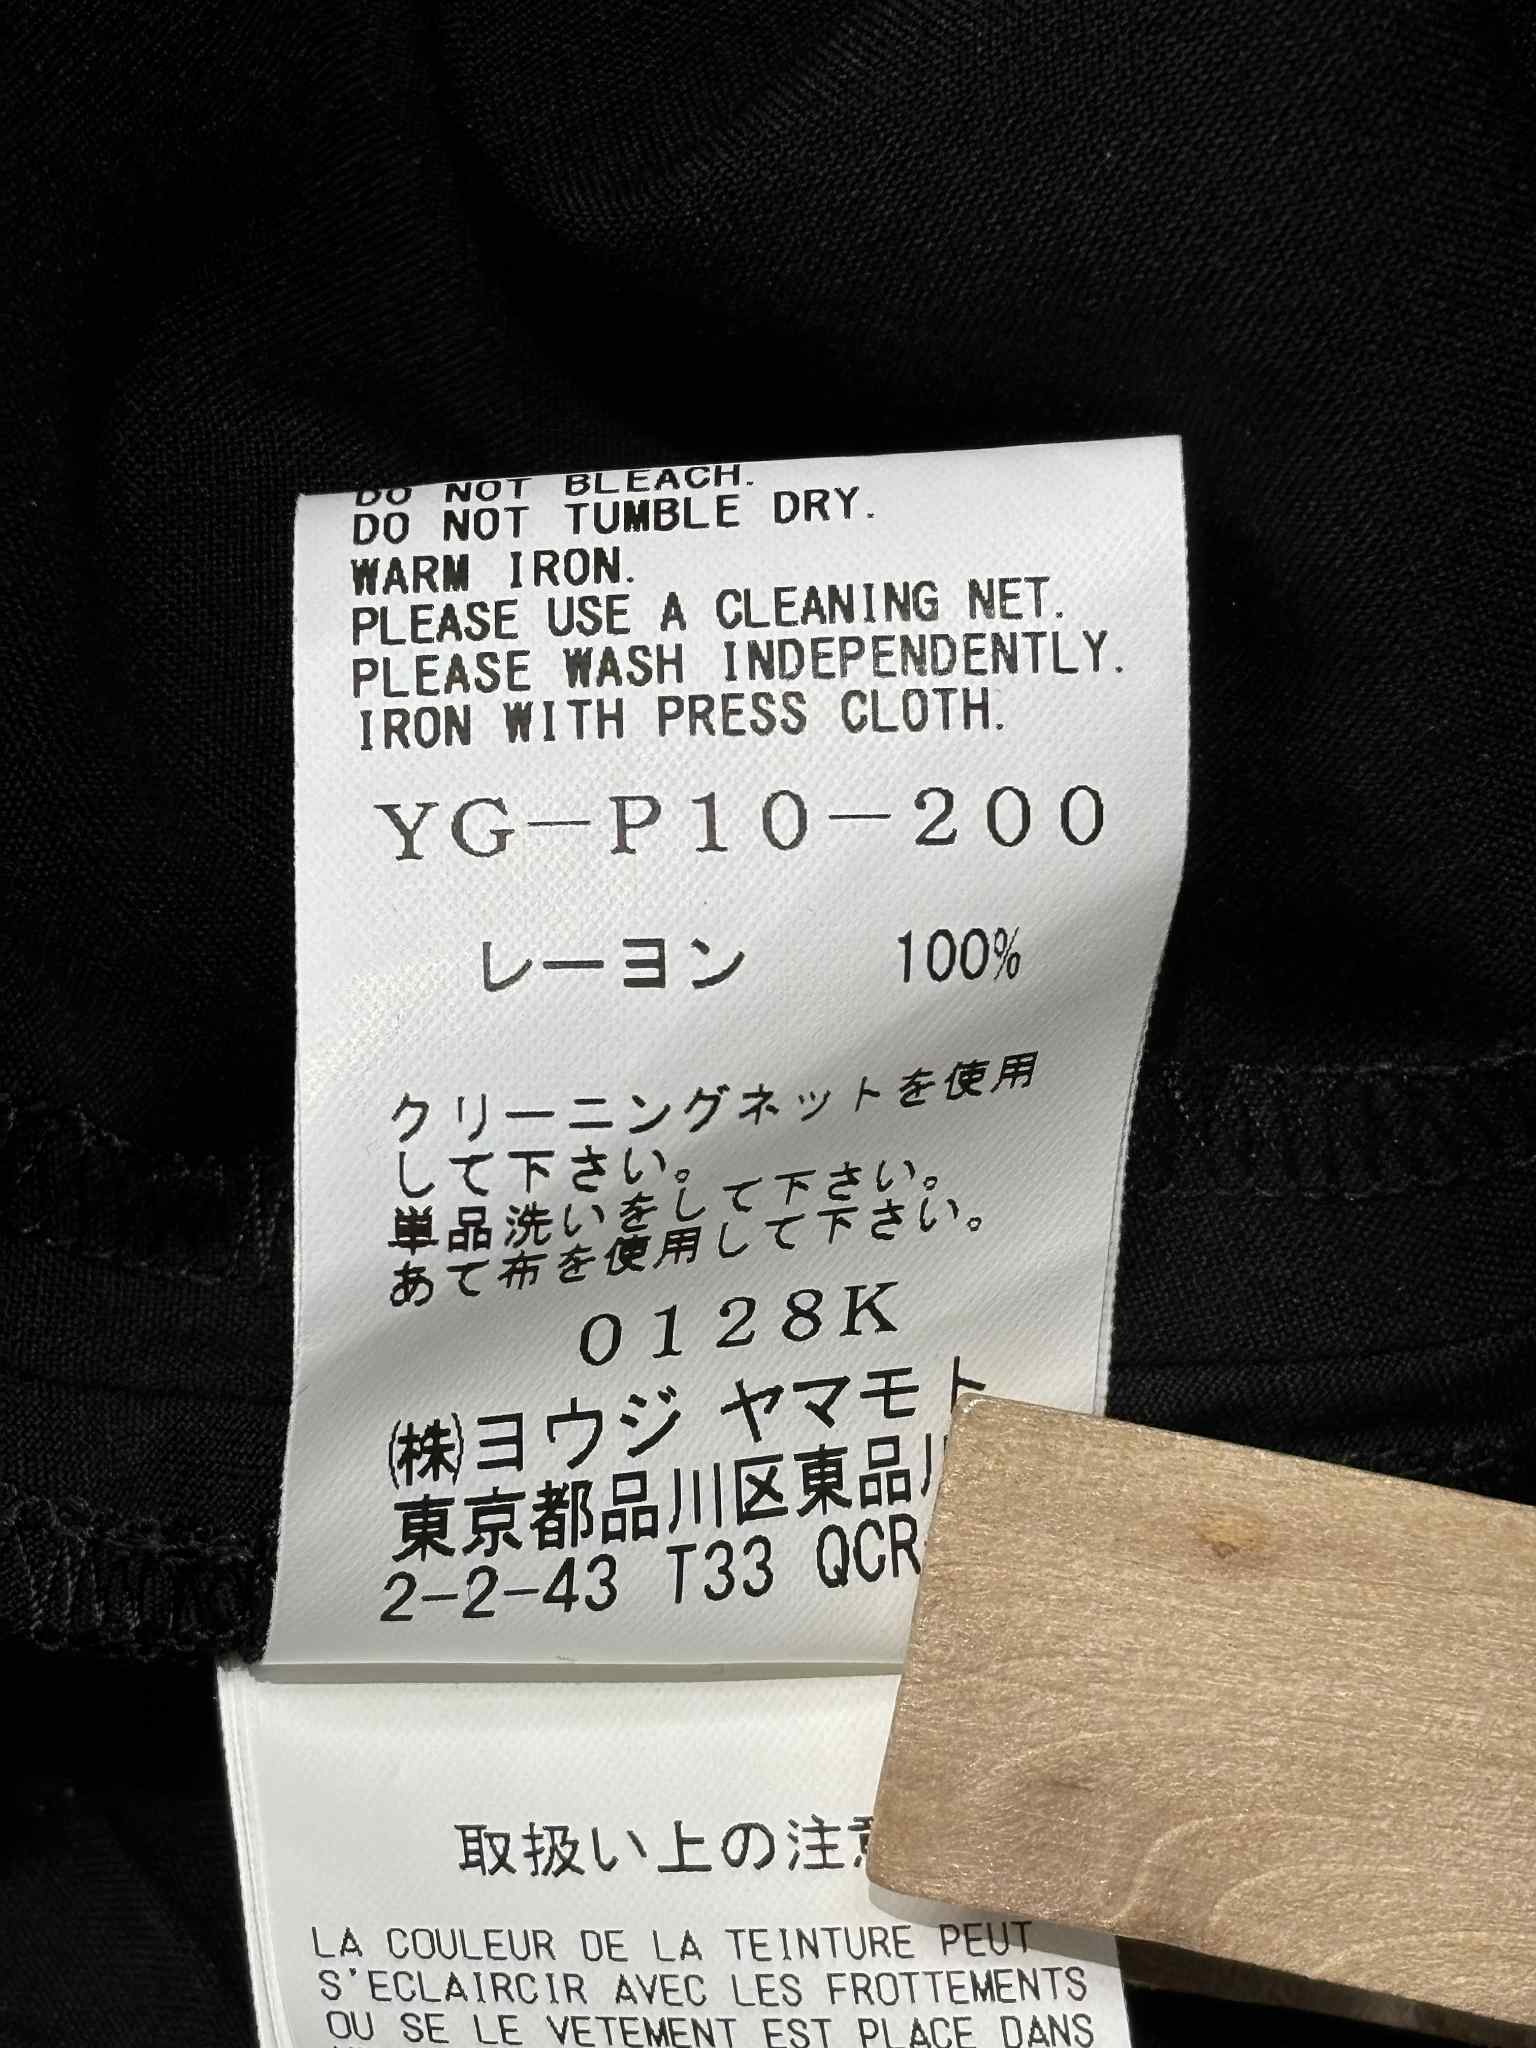 DO NOT BLEACH.
DO NOT TUMBLE DRY.
WARM IRON.
PLEASE USE A CLEANING NET.
PLEASE WASH INDEPENDENTLY.
IRON WITH PRESS CLOTH.
YG-P10-200
レーヨン 100%
クリーニングネットを使用
して下さい。
単品洗いをして下さい。
あて布を使用して下さい。
0128K
㈱ヨウジ ヤマモト
東京都品川区東品川
2-2-43 T33 QCR
取扱い上の注意
LA COULEUR DE LA TEINTURE PEUT
S'ECLAIRCIR AVEC LES FROTTEMENTS
OU SE LE VETEMENT EST PLACE DANS